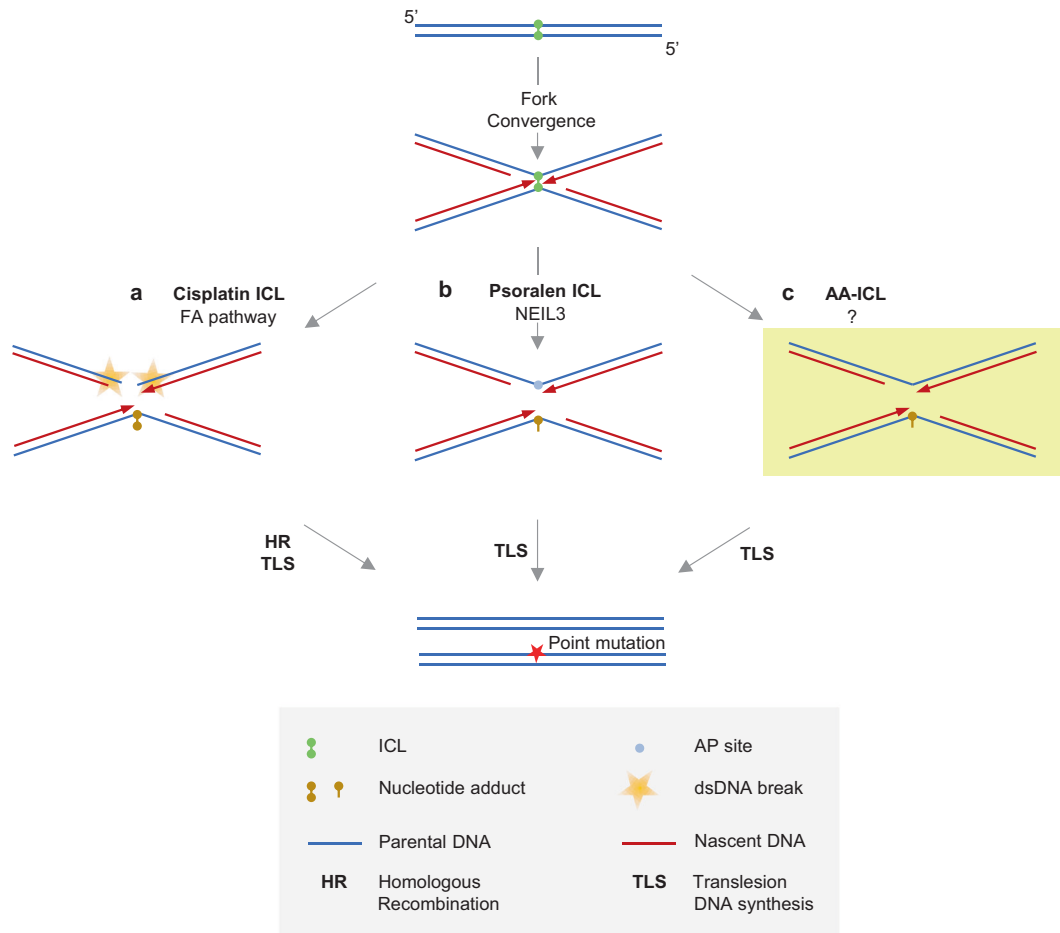 5’
5’
Fork
Convergence
a
Cisplatin ICL
FA pathway
b
Psoralen ICL
NEIL3
c
AA-ICL
?
HR
TLS
TLS
TLS
Point mutation
ICL
AP site
Nucleotide adduct
dsDNA break
Parental DNA
Nascent DNA
HR
Homologous
Recombination
TLS
Translesion
DNA synthesis